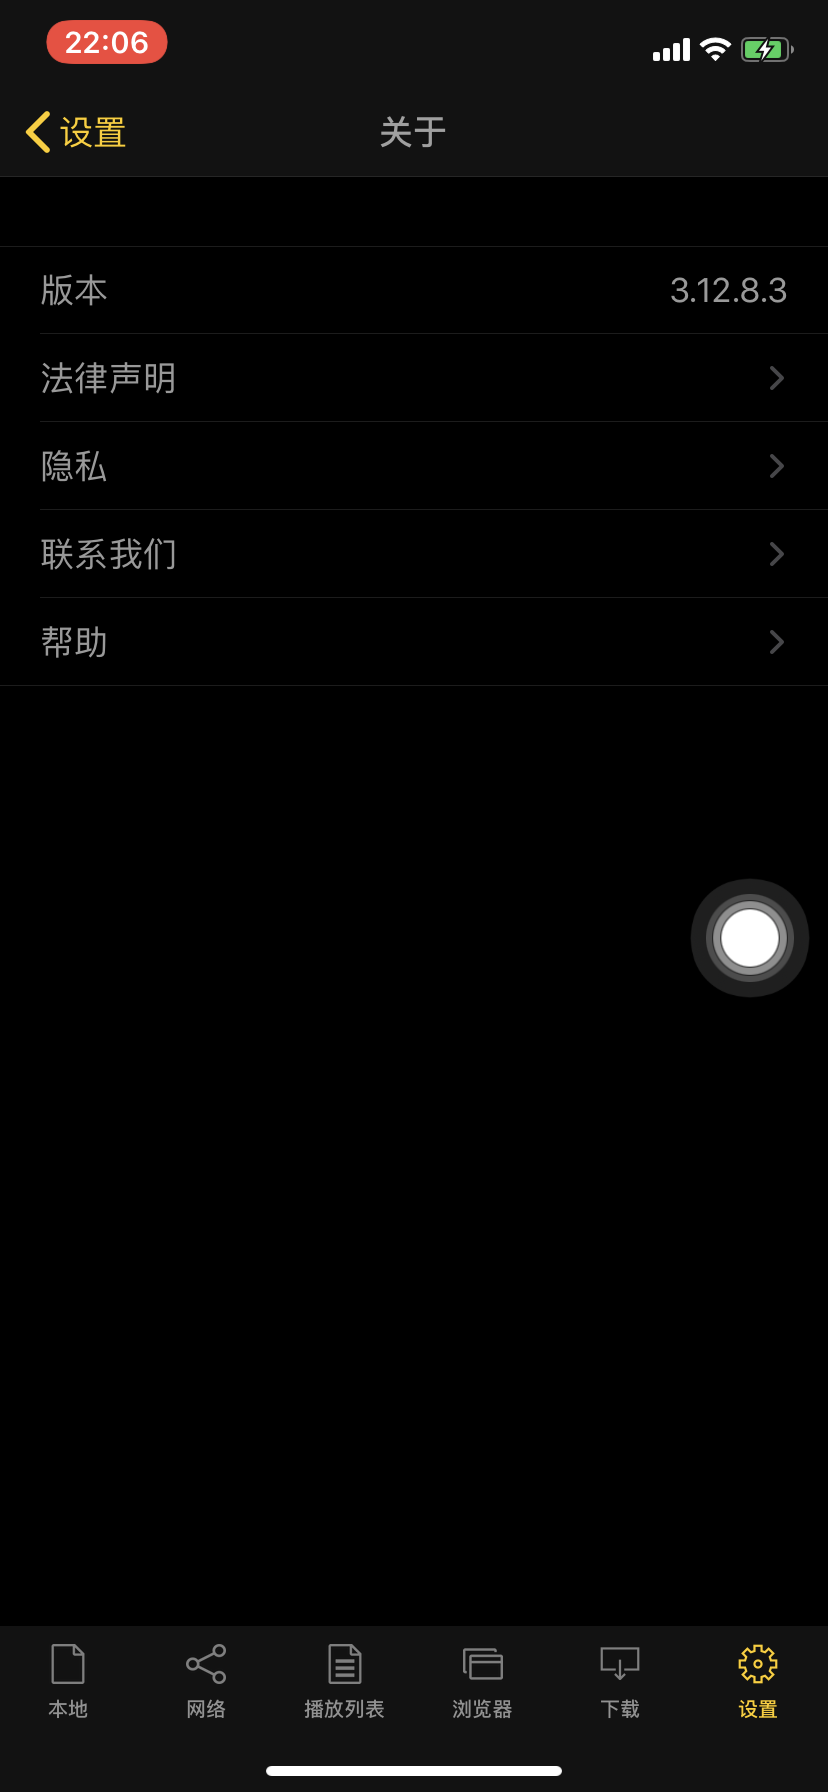 22:06
设置
关于
版本
3.12.8.3
法律声明
隐私
联系我们
帮助
本地
网络
播放列表
浏览器
下载
设置